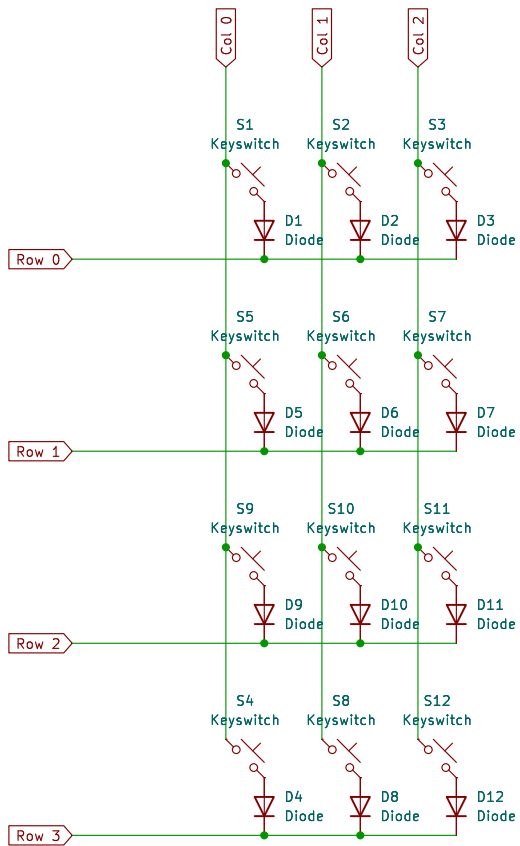 Col 0
Col 1
Col 2
S1
Keyswitch
S2
Keyswitch
S3
Keyswitch
D1
Diode
D2
Diode
D3
Diode
Row 0
S5
Keyswitch
S6
Keyswitch
S7
Keyswitch
D5
Diode
D6
Diode
D7
Diode
Row 1
S9
Keyswitch
S10
Keyswitch
S11
Keyswitch
D9
Diode
D10
Diode
D11
Diode
Row 2
S4
Keyswitch
S8
Keyswitch
S12
Keyswitch
D4
Diode
D8
Diode
D12
Diode
Row 3